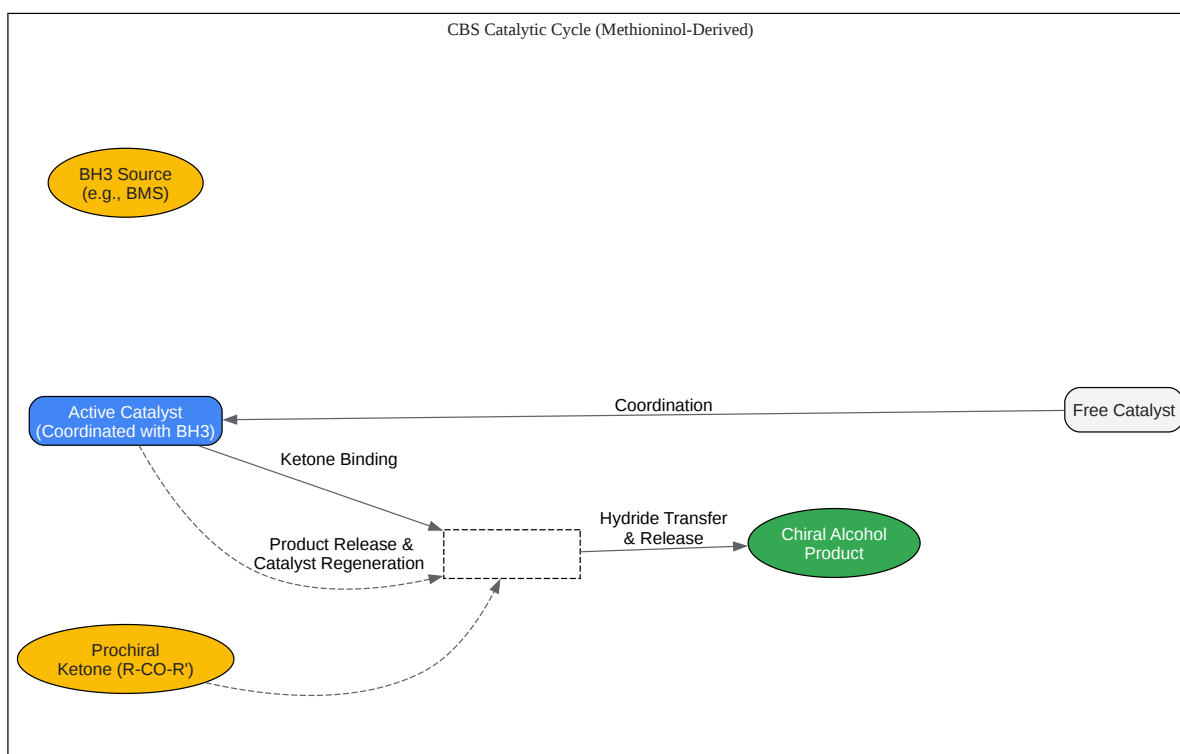 CBS Catalytic Cycle (Methioninol-Derived)
BH3 Source
(e.g., BMS)
Coordination
Active Catalyst
(Coordinated with BH3)
Free Catalyst
Ketone Binding
Hydride Transfer
& Release
Chiral Alcohol
Product
Product Release &
Catalyst Regeneration
Prochiral
Ketone (R-CO-R')